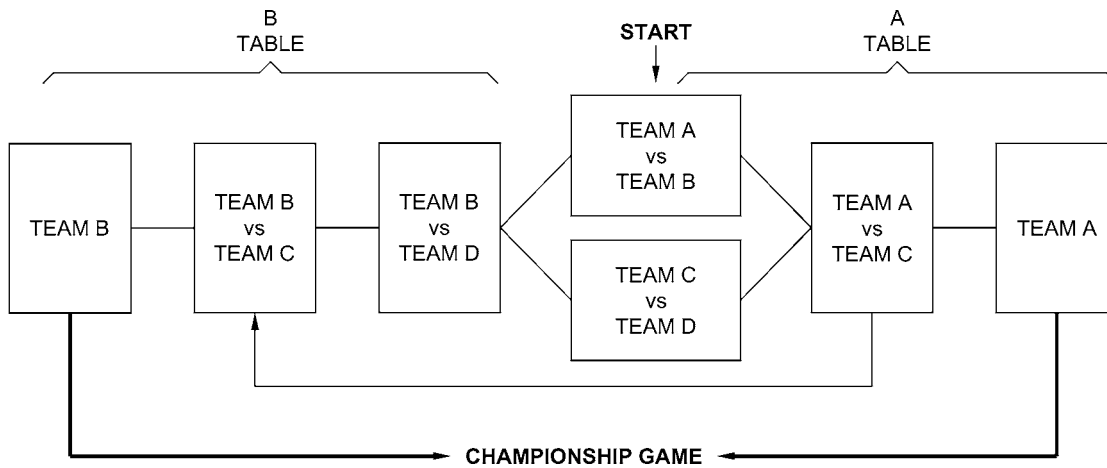 B
TABLE
START
A
TABLE
TEAM A
vs
TEAM B
TEAM B
TEAM B
vs
TEAM C
TEAM B
vs
TEAM D
TEAM C
vs
TEAM D
TEAM A
vs
TEAM C
TEAM A
CHAMPIONSHIP GAME